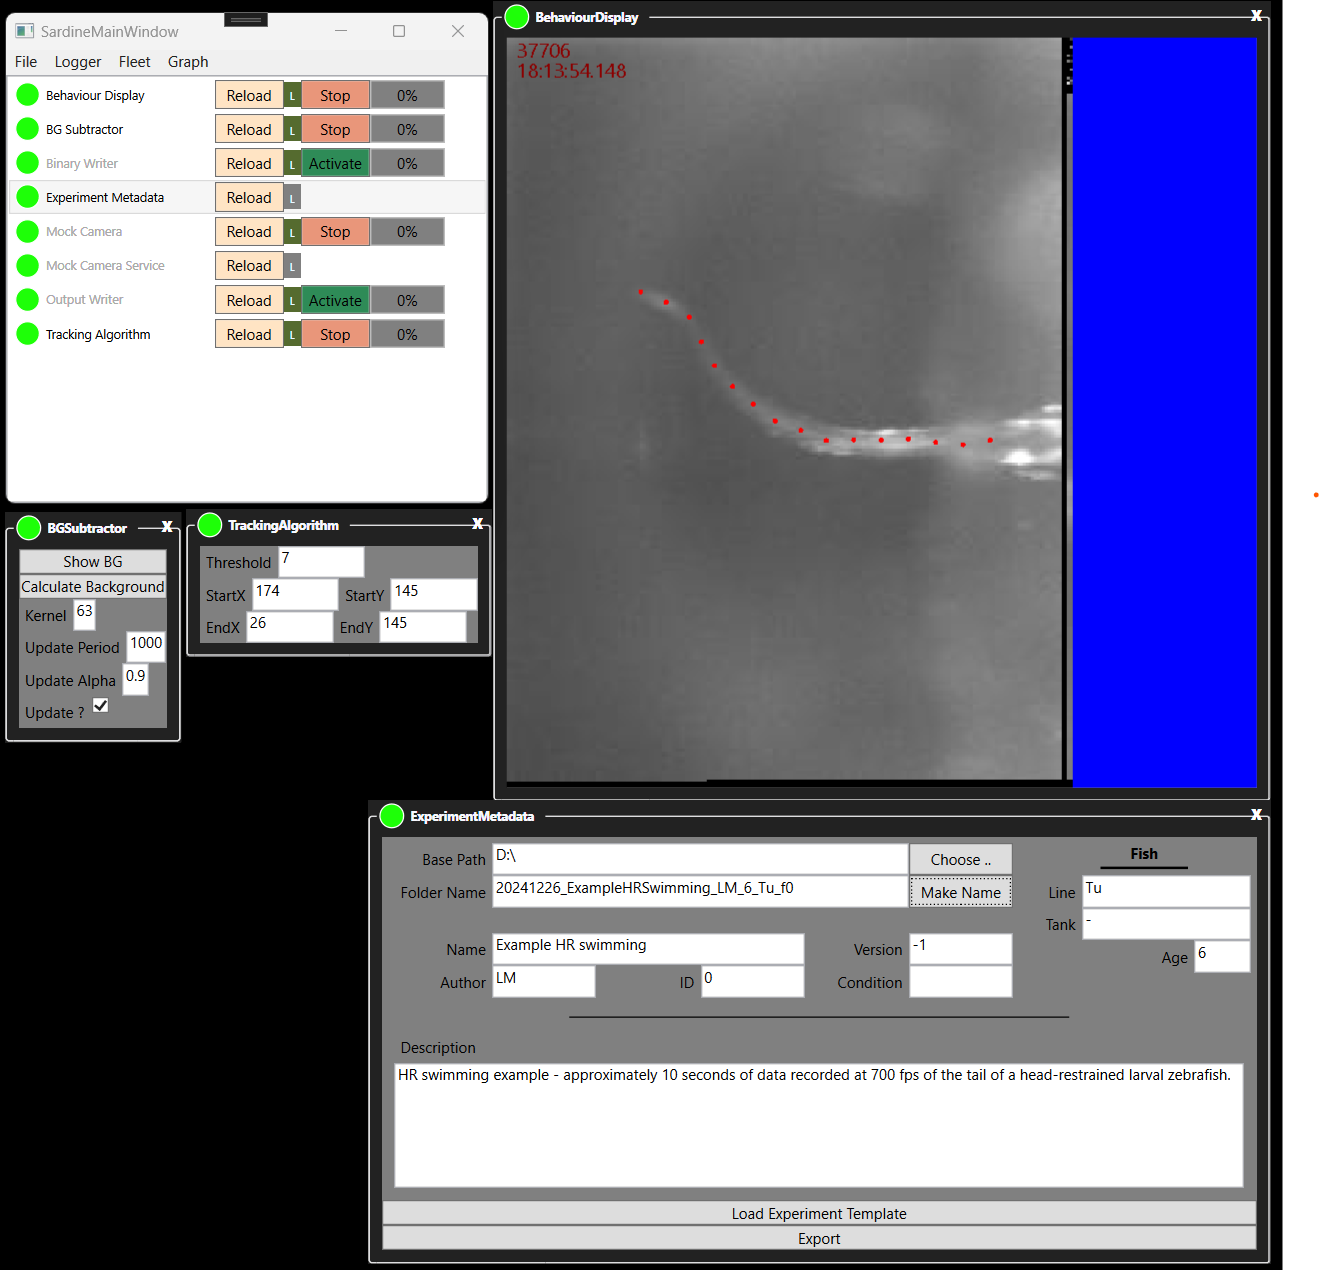 SardineMainWindow
File Logger Fleet Graph
Behaviour Display Reload L Stop 0%
BG Subtractor Reload L Stop 0%
Binary Writer Reload L Activate 0%
Experiment Metadata Reload L
Mock Camera Reload L Stop 0%
Mock Camera Service Reload L
Output Writer Reload L Activate 0%
Tracking Algorithm Reload L Stop 0%
BGSubtractor X
Show BG
Calculate Background
Kernel 63
Update Period 1000
Update Alpha 0.9
Update ?
TrackingAlgorithm X
Threshold 7
StartX 174 StartY 145
EndX 26 EndY 145
BehaviourDisplay X
37706
18:13:54.148
ExperimentMetadata X
Base Path D:\ Choose ..
Folder Name 20241226_ExampleHRSwimming_LM_6_Tu_f0 Make Name
Name Example HR swimming Version -1
Author LM ID 0 Condition
Fish
Line Tu
Tank -
Age 6
Description
HR swimming example - approximately 10 seconds of data recorded at 700 fps of the tail of a head-restrained larval zebrafish.
Load Experiment Template
Export